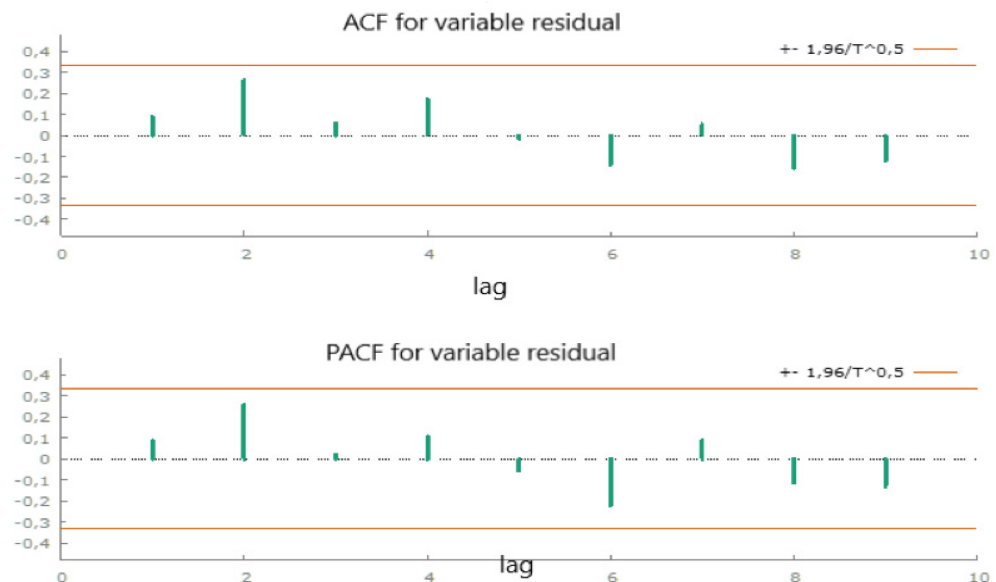 ACF for variable residual
+- 1,96/T^0,5
0,4
0,3
0,2
0,1
0
-0,1
-0,2
-0,3
-0,4
0 2 4 6 8 10
lag
PACF for variable residual
+- 1,96/T^0,5
0,4
0,3
0,2
0,1
0
-0,1
-0,2
-0,3
-0,4
0 2 4 6 8 10
lag